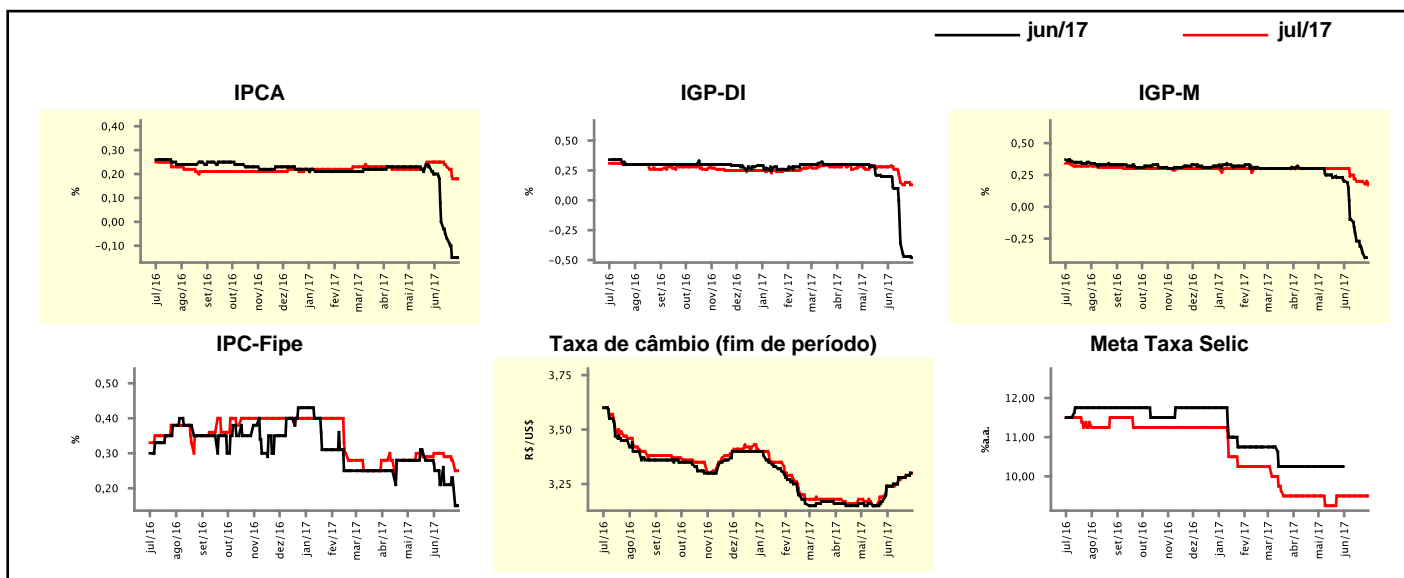 jun/17 jul/17
IPCA
0,40
0,30
0,20
0,10
0,00
−0,10
%
jul/16 ago/16 set/16 out/16 nov/16 dez/16 jan/17 fev/17 mar/17 abr/17 mai/17 jun/17
IGP-DI
0,50
0,25
0,00
−0,25
−0,50
%
jul/16 ago/16 set/16 out/16 nov/16 dez/16 jan/17 fev/17 mar/17 abr/17 mai/17 jun/17
IGP-M
0,50
0,25
0,00
−0,25
%
jul/16 ago/16 set/16 out/16 nov/16 dez/16 jan/17 fev/17 mar/17 abr/17 mai/17 jun/17
IPC-Fipe
0,50
0,40
0,30
0,20
%
jul/16 ago/16 set/16 out/16 nov/16 dez/16 jan/17 fev/17 mar/17 abr/17 mai/17 jun/17
Taxa de câmbio (fim de período)
3,75
3,50
3,25
R$/US$
jul/16 ago/16 set/16 out/16 nov/16 dez/16 jan/17 fev/17 mar/17 abr/17 mai/17 jun/17
Meta Taxa Selic
12,00
11,00
10,00
%a.a.
jul/16 ago/16 set/16 out/16 nov/16 dez/16 jan/17 fev/17 mar/17 abr/17 mai/17 jun/17